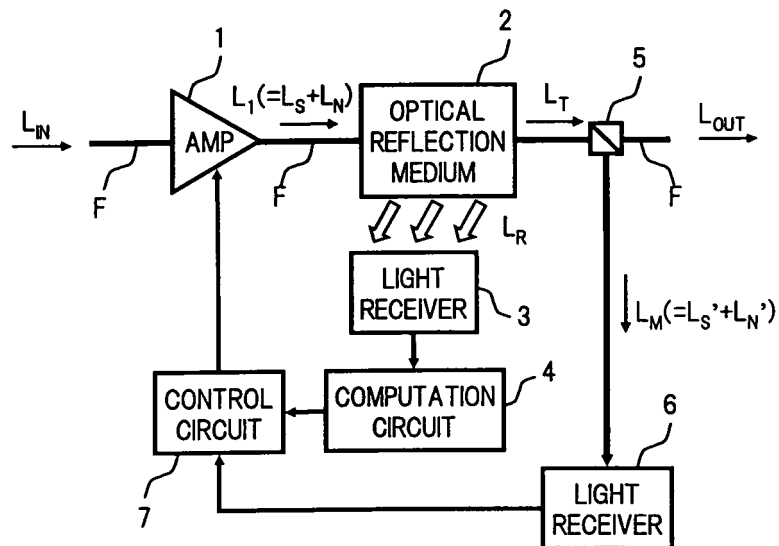 1
2
5
L_IN
L_1(=L_S+L_N)
L_T
L_OUT
AMP
OPTICAL
REFLECTION
MEDIUM
F
F
F
L_R
LIGHT
RECEIVER
3
L_M(=L_S'+L_N')
CONTROL
CIRCUIT
7
COMPUTATION
CIRCUIT
4
6
LIGHT
RECEIVER